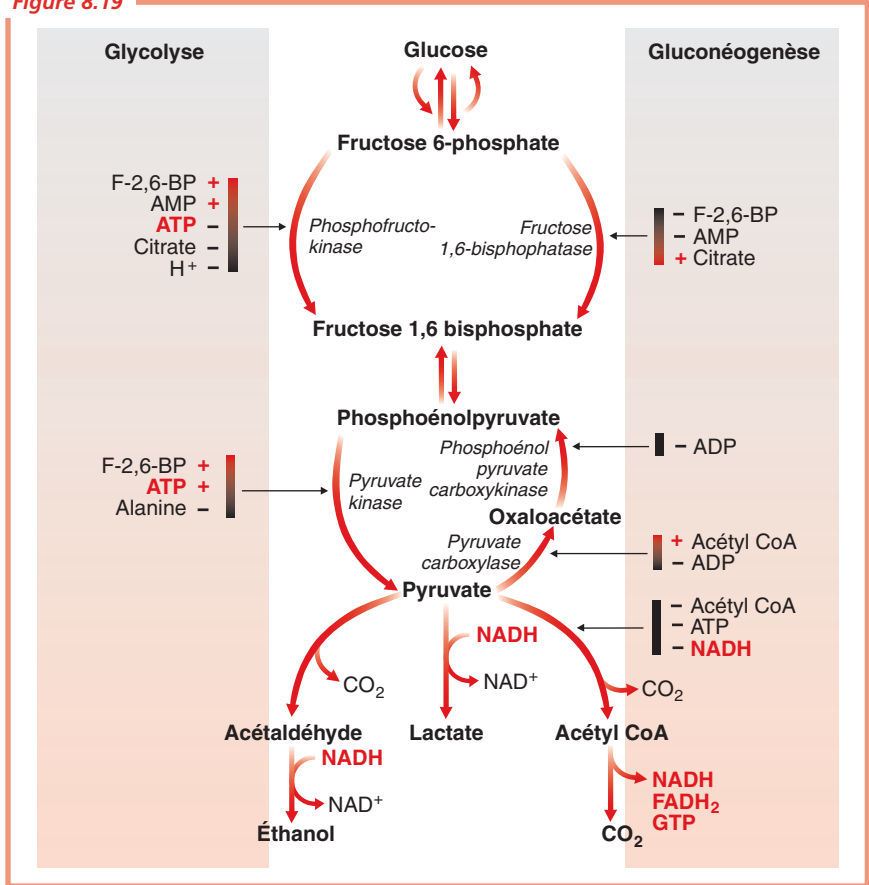 Figure 8.19
Glycolyse
Glucose
Gluconéogenèse
Fructose 6-phosphate
F-2,6-BP +
AMP +
ATP –
Citrate –
H+ –
Phosphofructo-
kinase
Fructose
1,6-bisphophatase
– F-2,6-BP
– AMP
+ Citrate
Fructose 1,6 bisphosphate
Phosphoénolpyruvate
F-2,6-BP +
ATP +
Alanine –
Pyruvate
kinase
Phosphoénol
pyruvate
carboxykinase
– ADP
Oxaloacétate
Pyruvate
carboxylase
+ Acétyl CoA
– ADP
Pyruvate
– Acétyl CoA
– ATP
– NADH
CO2
NADH
NAD+
CO2
Acétaldéhyde
Lactate
Acétyl CoA
NADH
NAD+
Éthanol
NADH
FADH2
GTP
CO2